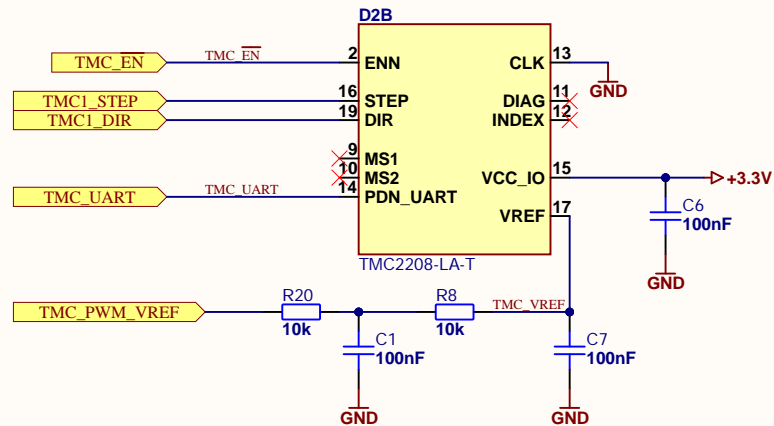 D2B
TMC_EN TMC_EN 2 ENN CLK 13
GND
TMC1_STEP 16 STEP DIAG 11
TMC1_DIR 19 DIR INDEX 12
9 MS1
10 MS2 VCC_IO 15 +3.3V
TMC_UART TMC_UART 14 PDN_UART
VREF 17
C6
100nF
TMC2208-LA-T
GND
TMC_PWM_VREF R20 R8 TMC_VREF
10k 10k
C1 C7
100nF 100nF
GND GND